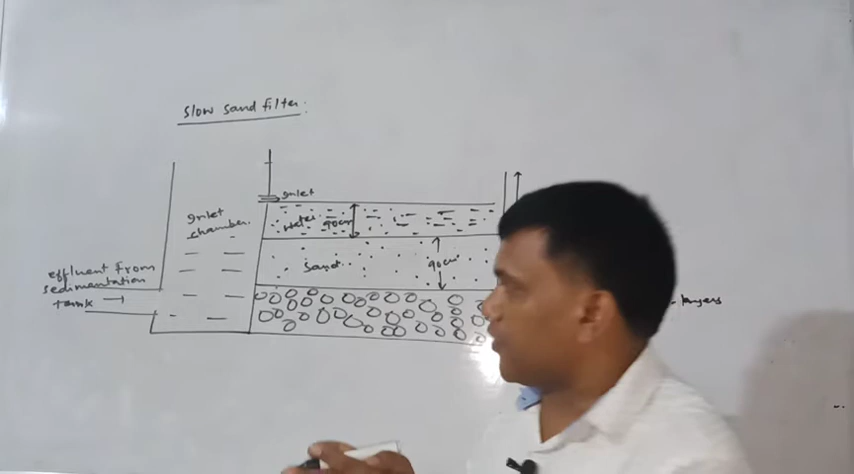 Slow sand filter:
Inlet
Inlet
chamber.
water.
90cm
Sand.
90cm
effluent from
sedimentation
tank →
layers